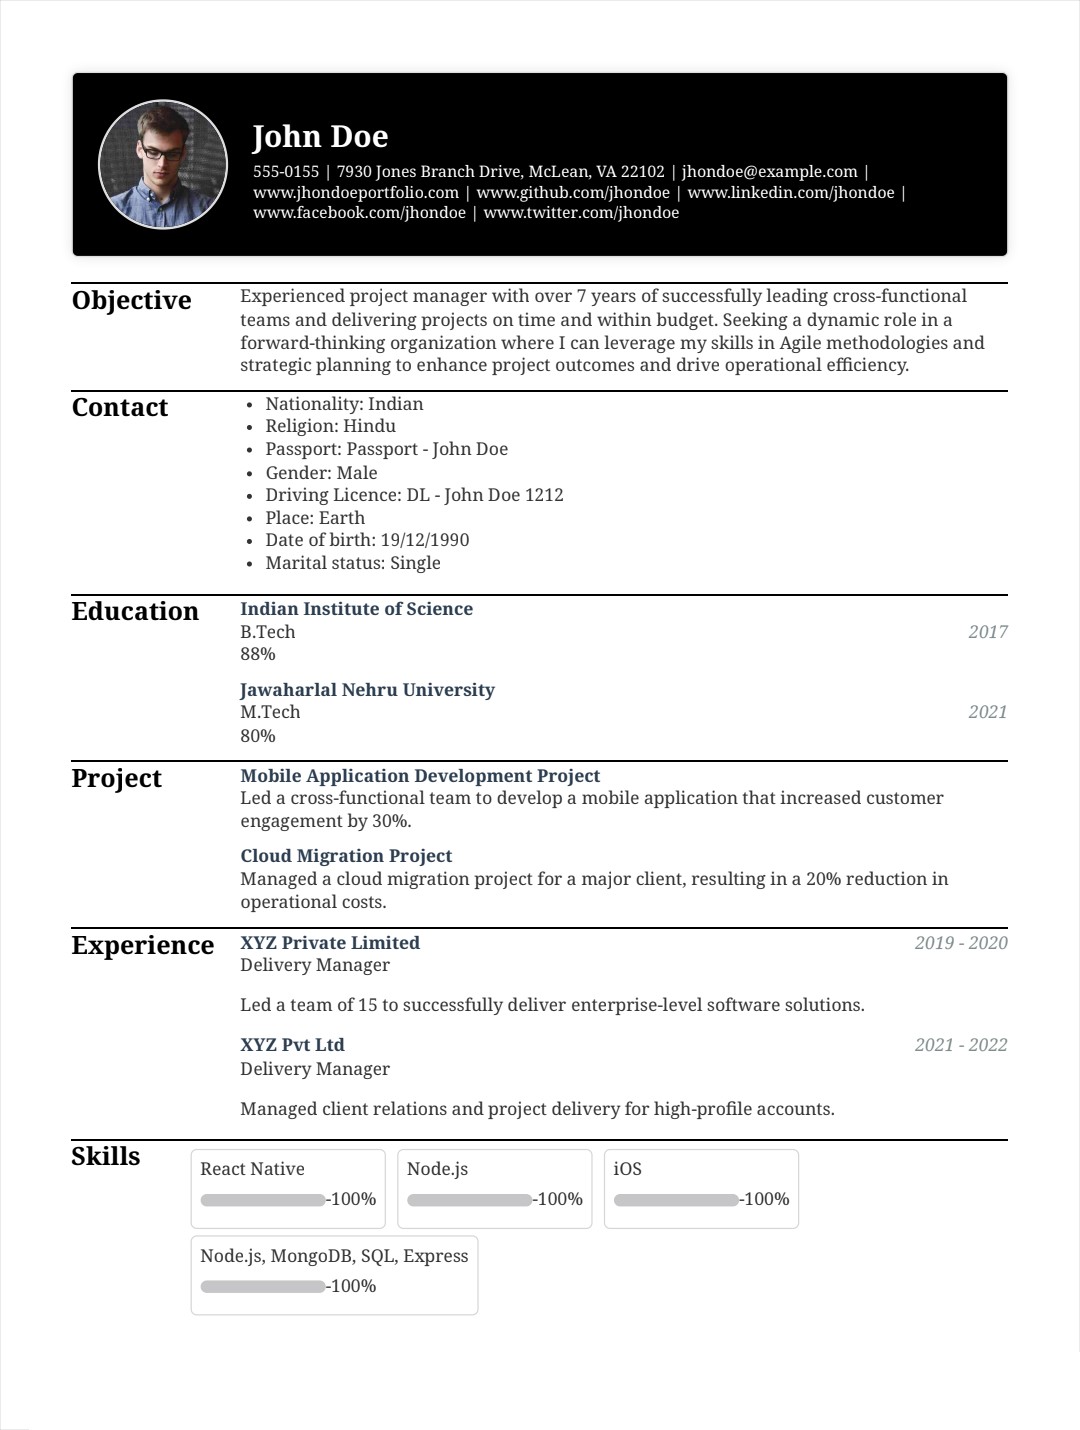 John Doe
555-0155 | 7930 Jones Branch Drive, McLean, VA 22102 | jhondoe@example.com |
www.jhondoeportfolio.com | www.github.com/jhondoe | www.linkedin.com/jhondoe |
www.facebook.com/jhondoe | www.twitter.com/jhondoe
Objective
Experienced project manager with over 7 years of successfully leading cross-functional
teams and delivering projects on time and within budget. Seeking a dynamic role in a
forward-thinking organization where I can leverage my skills in Agile methodologies and
strategic planning to enhance project outcomes and drive operational efficiency.
Contact
• Nationality: Indian
• Religion: Hindu
• Passport: Passport - John Doe
• Gender: Male
• Driving Licence: DL - John Doe 1212
• Place: Earth
• Date of birth: 19/12/1990
• Marital status: Single
Education
Indian Institute of Science
B.Tech 2017
88%
Jawaharlal Nehru University
M.Tech 2021
80%
Project
Mobile Application Development Project
Led a cross-functional team to develop a mobile application that increased customer
engagement by 30%.
Cloud Migration Project
Managed a cloud migration project for a major client, resulting in a 20% reduction in
operational costs.
Experience
XYZ Private Limited 2019 - 2020
Delivery Manager
Led a team of 15 to successfully deliver enterprise-level software solutions.
XYZ Pvt Ltd 2021 - 2022
Delivery Manager
Managed client relations and project delivery for high-profile accounts.
Skills
React Native
-100%
Node.js
-100%
iOS
-100%
Node.js, MongoDB, SQL, Express
-100%